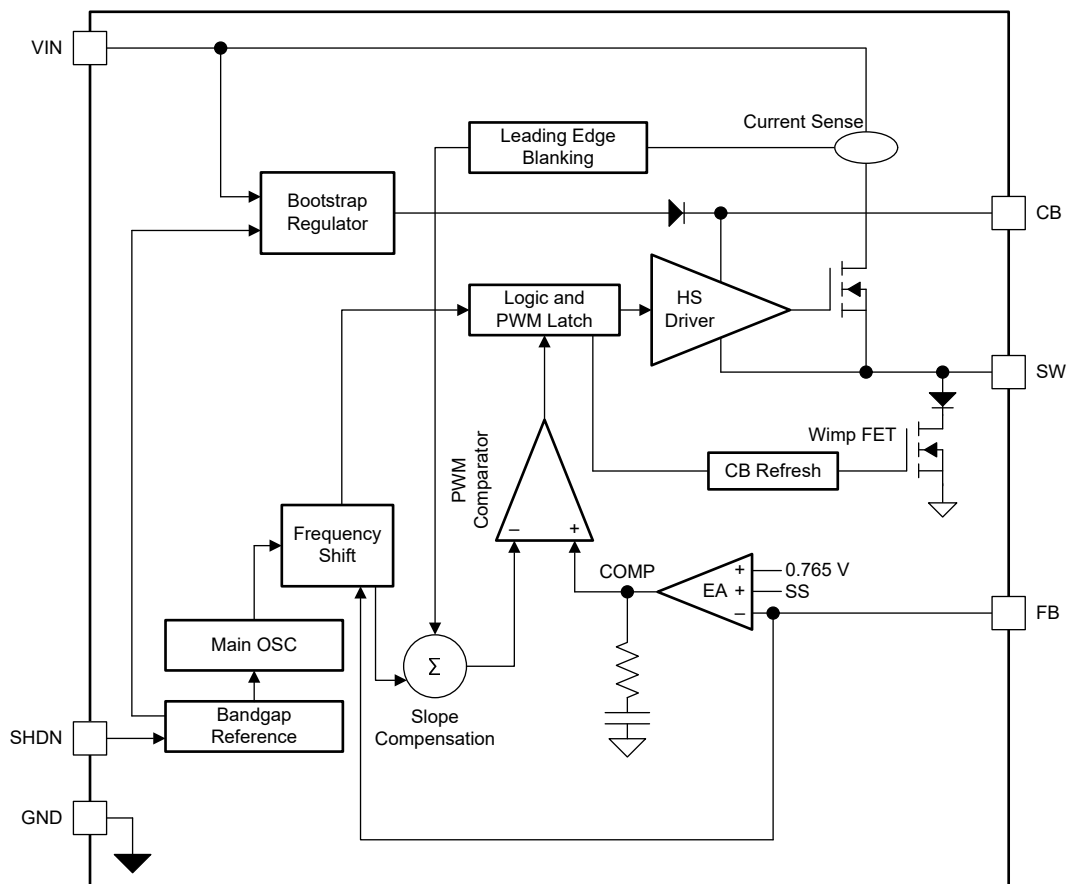 VIN
Current Sense
Leading Edge
Blanking
Bootstrap
Regulator
CB
Logic and
PWM Latch
HS
Driver
SW
Wimp FET
CB Refresh
PWM
Comparator
–
+
Frequency
Shift
COMP
EA
+
+
–
0.765 V
SS
FB
Main OSC
Σ
Slope
Compensation
Bandgap
Reference
SHDN
GND